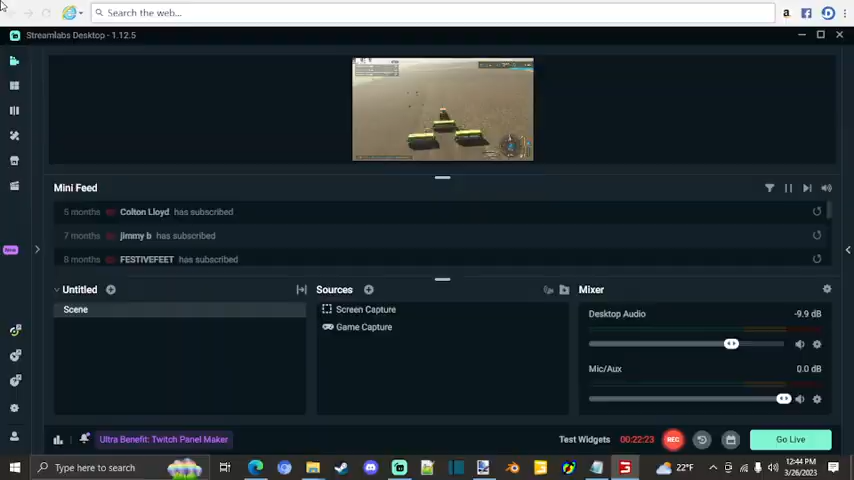 Search the web...
Streamlabs Desktop - 1.12.5
Mini Feed
5 months Colton Lloyd has subscribed
7 months jimmy b has subscribed
8 months FESTIVEFEET has subscribed
Untitled
Sources
Mixer
Scene
Screen Capture
Game Capture
Desktop Audio -9.9 dB
Mic/Aux 0.0 dB
Ultra Benefit: Twitch Panel Maker
Test Widgets 00:22:23 REC
Go Live
Type here to search
22°F
12:44 PM
3/26/2023